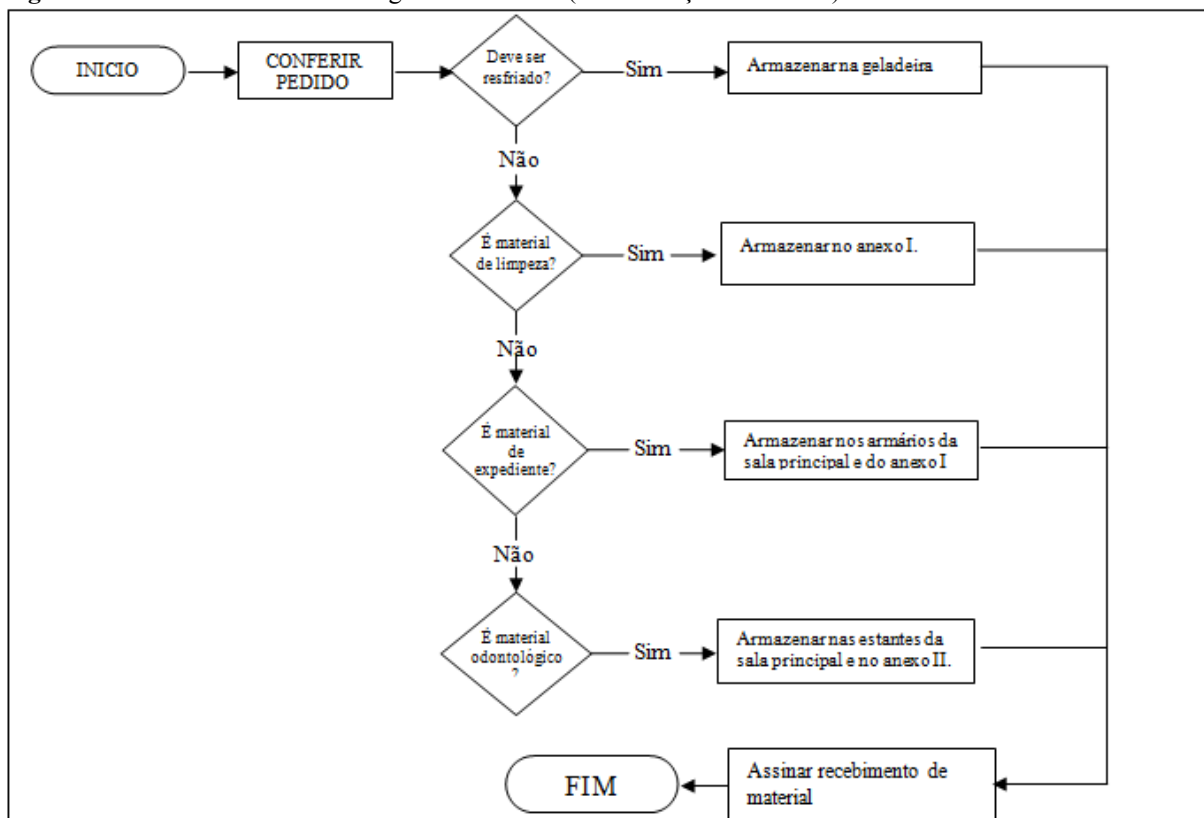 INICIO
CONFERIR
PEDIDO
Deve ser
resfriado?
Sim
Armazenar na geladeira
Não
É material
de limpeza?
Sim
Armazenar no anexo I.
Não
É material
de
expediente?
Sim
Armazenar nos armários da
sala principal e do anexo I
Não
É material
odontológico
?
Sim
Armazenar nas estantes da
sala principal e no anexo II.
Assinar recebimento de
material
FIM